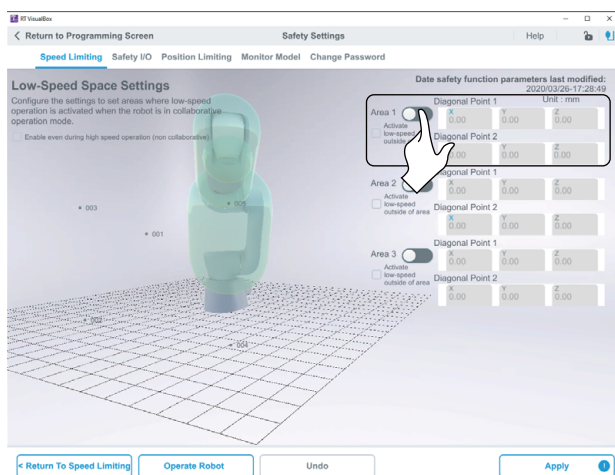 RT VisualBox
Return to Programming Screen
Safety Settings
Help
Speed Limiting Safety I/O Position Limiting Monitor Model Change Password
Low-Speed Space Settings
Configure the settings to set areas where low-speed
operation is activated when the robot is in collaborative
operation mode.
Enable even during high speed operation (non collaborative)
Date safety function parameters last modified:
2020/03/26-17:28:49
Unit : mm
Area 1
Activate
low-speed
outside
Diagonal Point 1
X 0.00 Y 0.00 Z 0.00
Diagonal Point 2
0.00 Y 0.00 Z 0.00
Area 2
Activate
low-speed
outside of area
Diagonal Point 1
X 0.00 Y 0.00 Z 0.00
Diagonal Point 2
X 0.00 Y 0.00 Z 0.00
Area 3
Activate
low-speed
outside of area
Diagonal Point 1
X 0.00 Y 0.00 Z 0.00
Diagonal Point 2
X 0.00 Y 0.00 Z 0.00
003
001
004
< Return To Speed Limiting
Operate Robot
Undo
Apply